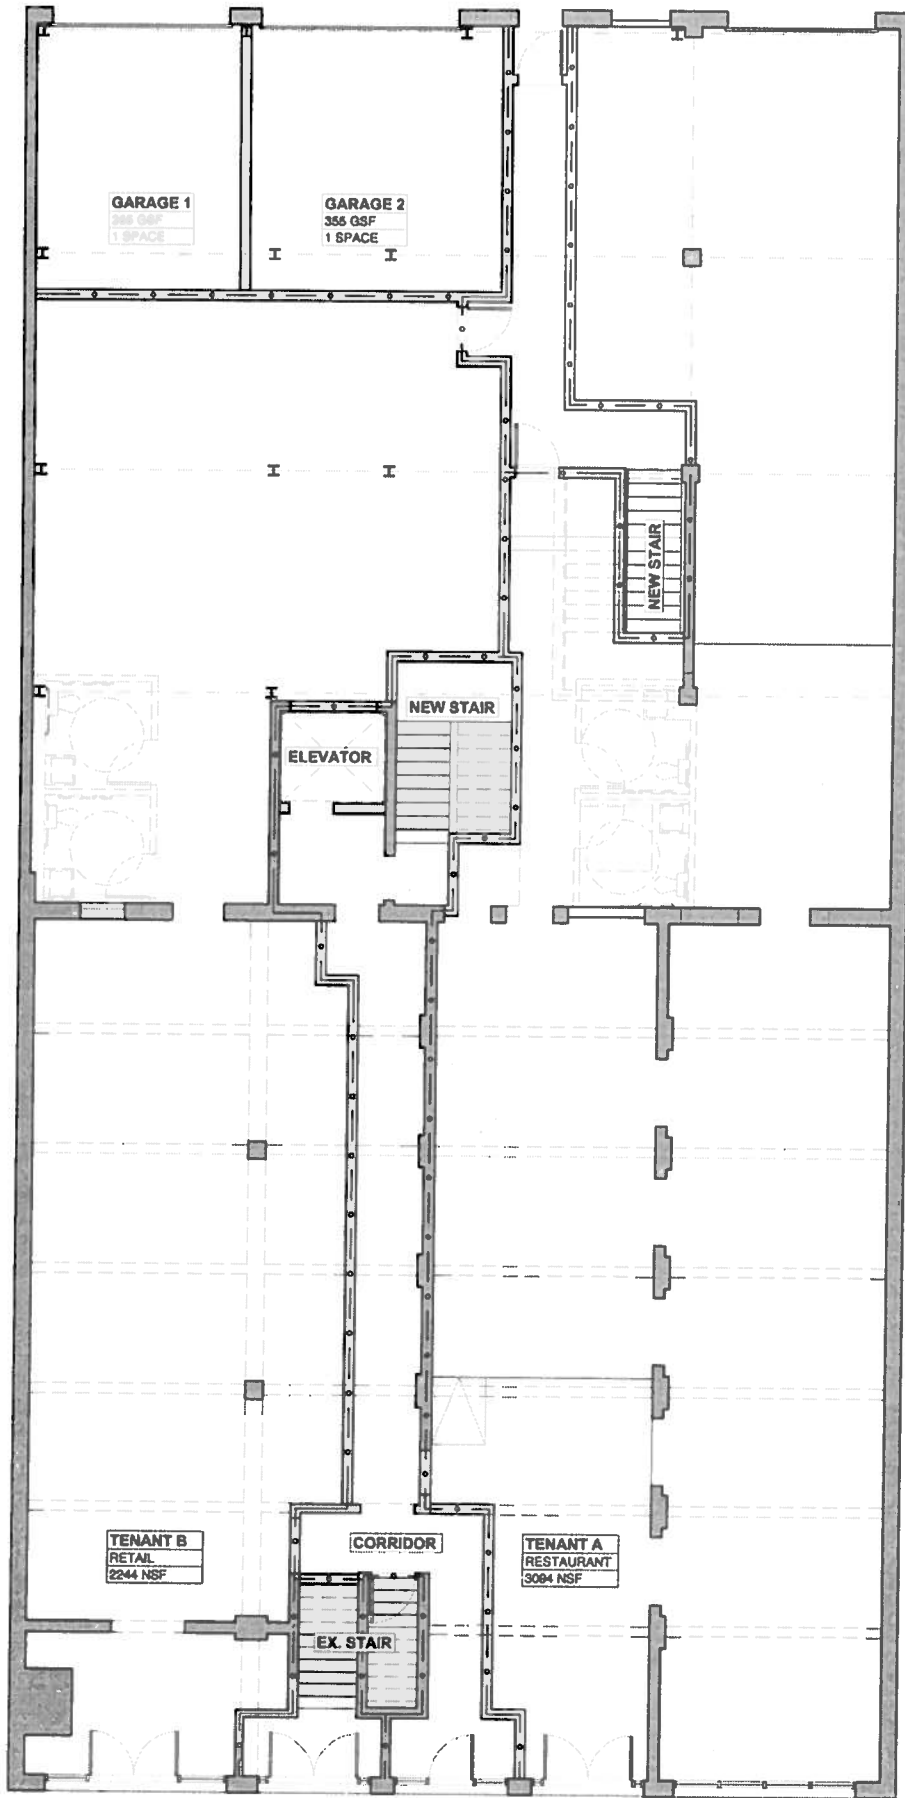 GARAGE 1
1 SPACE
GARAGE 2
355 GSF
1 SPACE
NEW STAIR
NEW STAIR
ELEVATOR
TENANT B
RETAIL
2244 NSF
CORRIDOR
TENANT A
RESTAURANT
3094 NSF
EX. STAIR